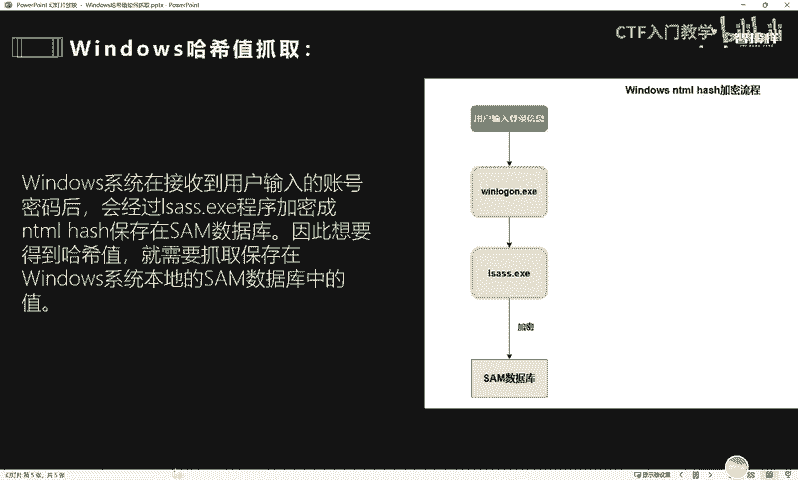 PowerPoint 幻灯片放映 - Windows哈希值如何抓取.pptx - PowerPoint
CTF入门教学
bilibili
Windows哈希值抓取：
Windows ntml hash加密流程
用户输入登录信息
winlogon.exe
Windows系统在接收到用户输入的账号
密码后，会经过lsass.exe程序加密成
ntml hash保存在SAM数据库。因此想要
得到哈希值，就需要抓取保存在
Windows系统本地的SAM数据库中的
值。
lsass.exe
加密
SAM数据库
幻灯片 第 5 张，共 5 张